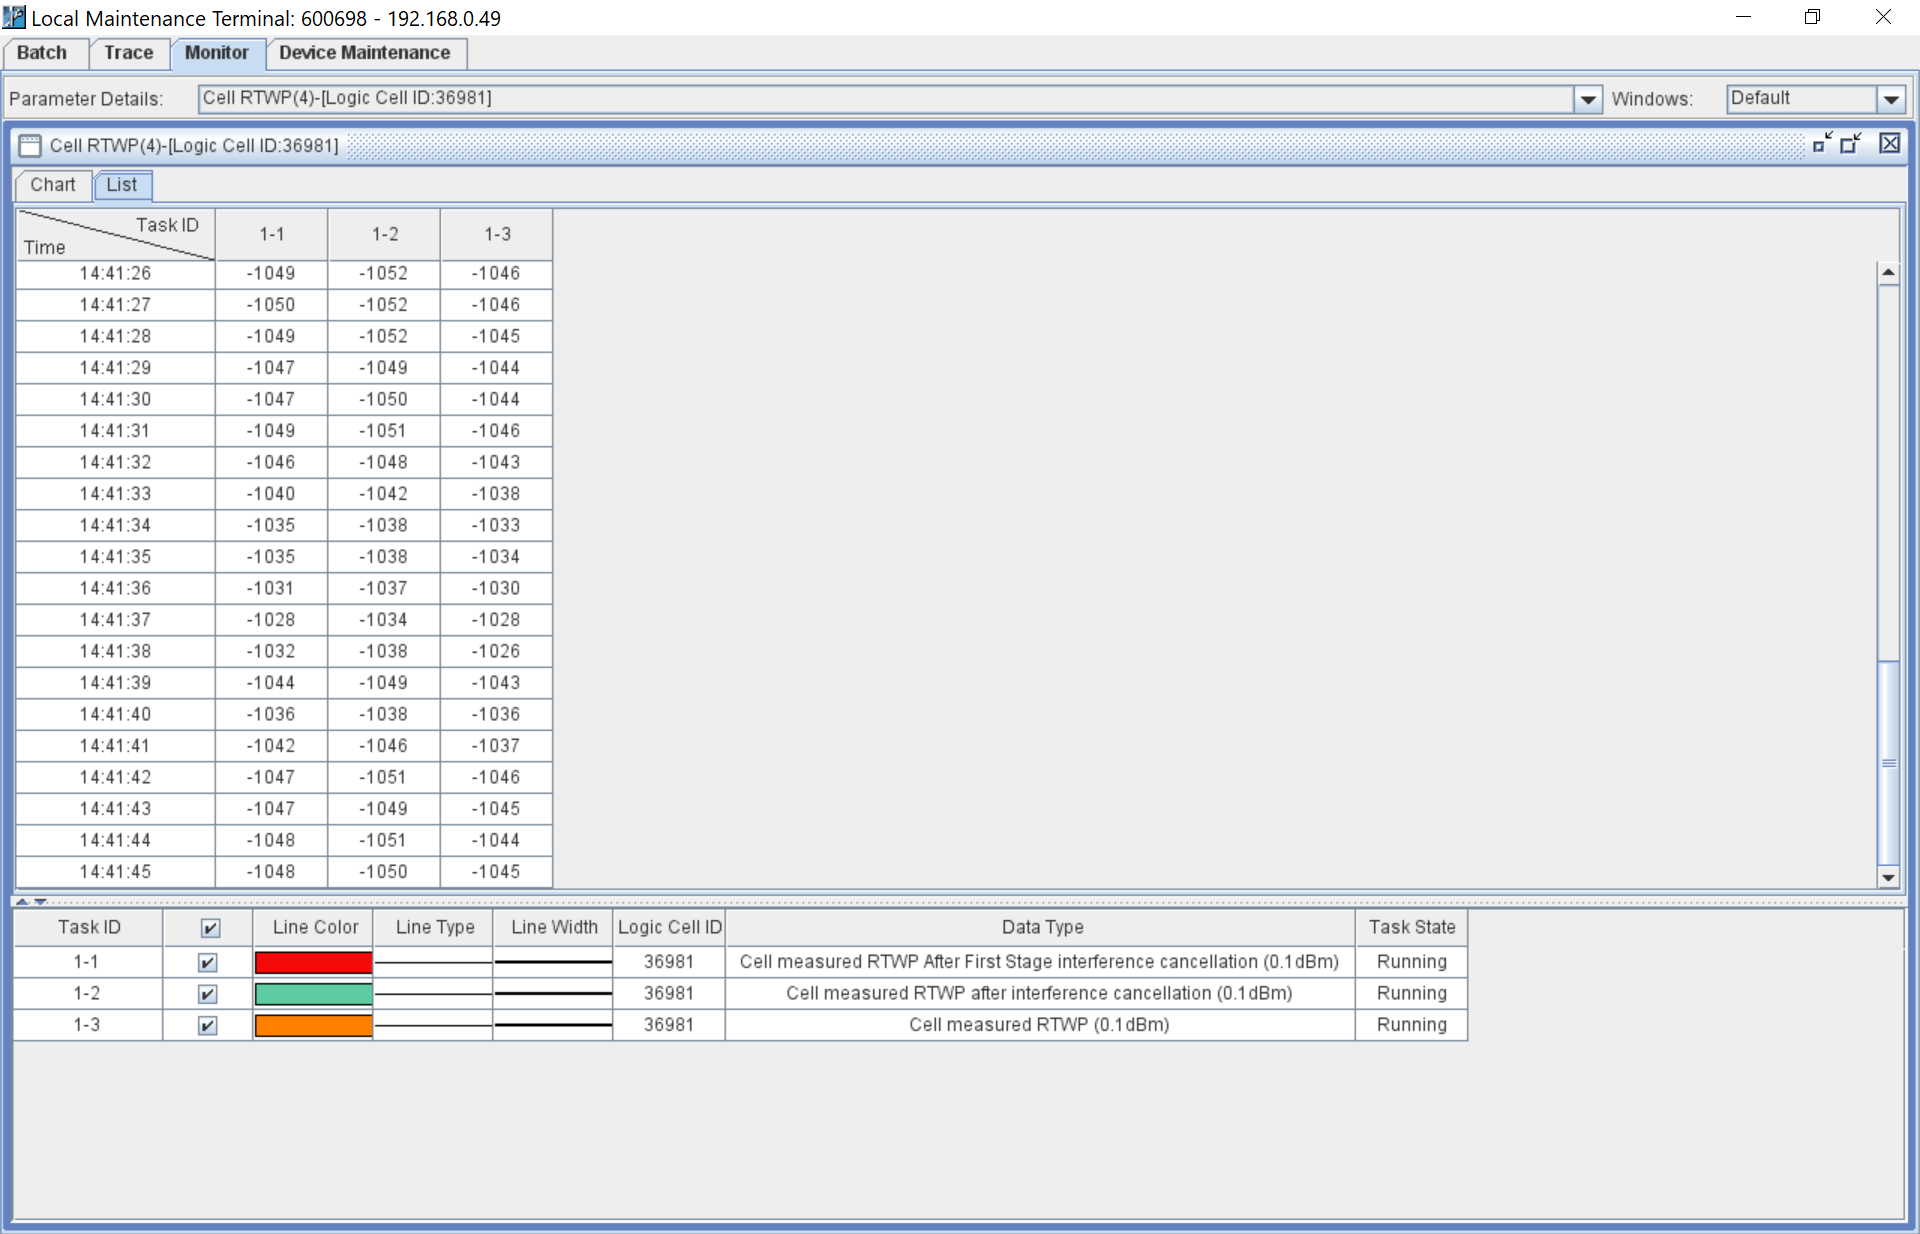 Local Maintenance Terminal: 600698 - 192.168.0.49
Batch Trace Monitor Device Maintenance
Parameter Details: Cell RTWP(4)-[Logic Cell ID:36981] Windows: Default
Cell RTWP(4)-[Logic Cell ID:36981]
Chart List
Task ID
Time 1-1 1-2 1-3
14:41:26 -1049 -1052 -1046
14:41:27 -1050 -1052 -1046
14:41:28 -1049 -1052 -1045
14:41:29 -1047 -1049 -1044
14:41:30 -1047 -1050 -1044
14:41:31 -1049 -1051 -1046
14:41:32 -1046 -1048 -1043
14:41:33 -1040 -1042 -1038
14:41:34 -1035 -1038 -1033
14:41:35 -1035 -1038 -1034
14:41:36 -1031 -1037 -1030
14:41:37 -1028 -1034 -1028
14:41:38 -1032 -1038 -1026
14:41:39 -1044 -1049 -1043
14:41:40 -1036 -1038 -1036
14:41:41 -1042 -1046 -1037
14:41:42 -1047 -1051 -1046
14:41:43 -1047 -1049 -1045
14:41:44 -1048 -1051 -1044
14:41:45 -1048 -1050 -1045
Task ID Line Color Line Type Line Width Logic Cell ID Data Type Task State
1-1 36981 Cell measured RTWP After First Stage interference cancellation (0.1dBm) Running
1-2 36981 Cell measured RTWP after interference cancellation (0.1dBm) Running
1-3 36981 Cell measured RTWP (0.1dBm) Running